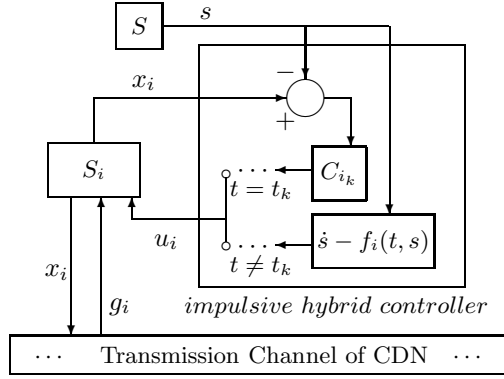 S s
−
x_i
+
S_i
· · · C_{i_k}
t = t_k
u_i
· · · ṡ − f_i(t, s)
t ≠ t_k
x_i
g_i
impulsive hybrid controller
· · · Transmission Channel of CDN · · ·